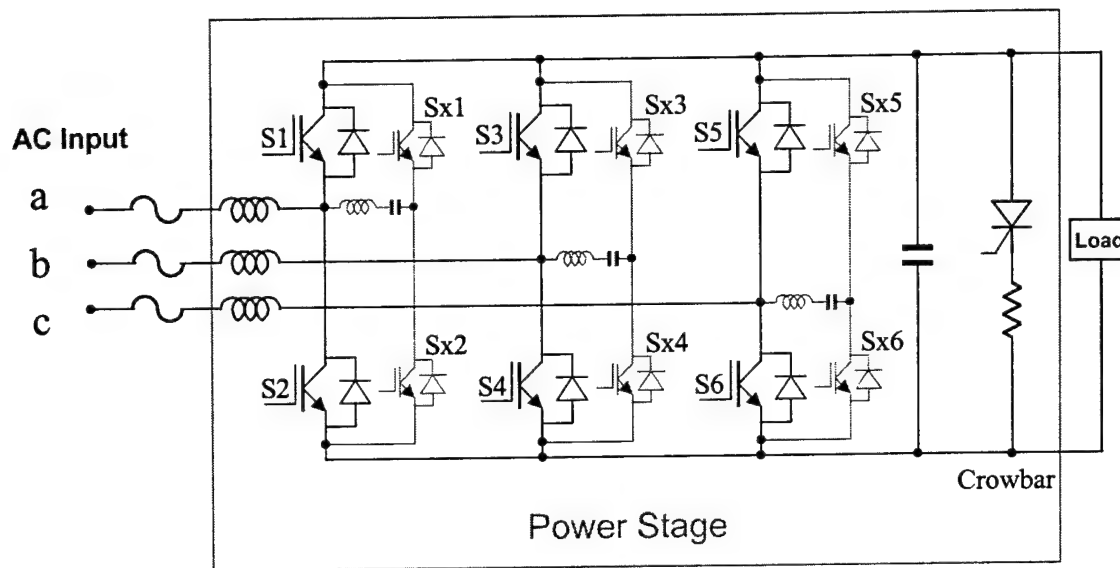 AC Input
a
b
c
S1
Sx1
S3
Sx3
S5
Sx5
S2
Sx2
S4
Sx4
S6
Sx6
Load
Crowbar
Power Stage